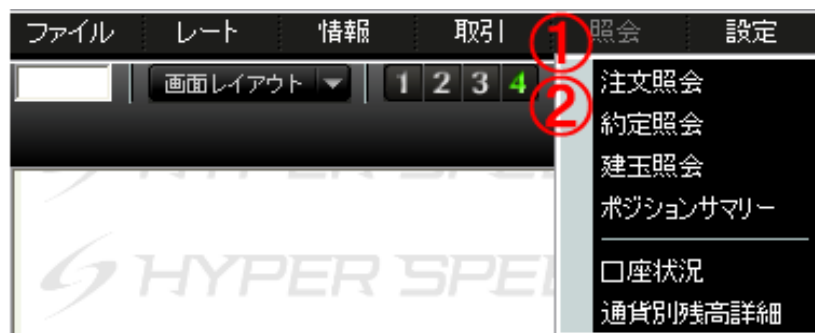 ファイル レート 情報 取引 ① 照会 設定
画面レイアウト 1 2 3 4
② 注文照会
約定照会
建玉照会
ポジションサマリー
口座状況
通貨別残高詳細
HYPER SPE